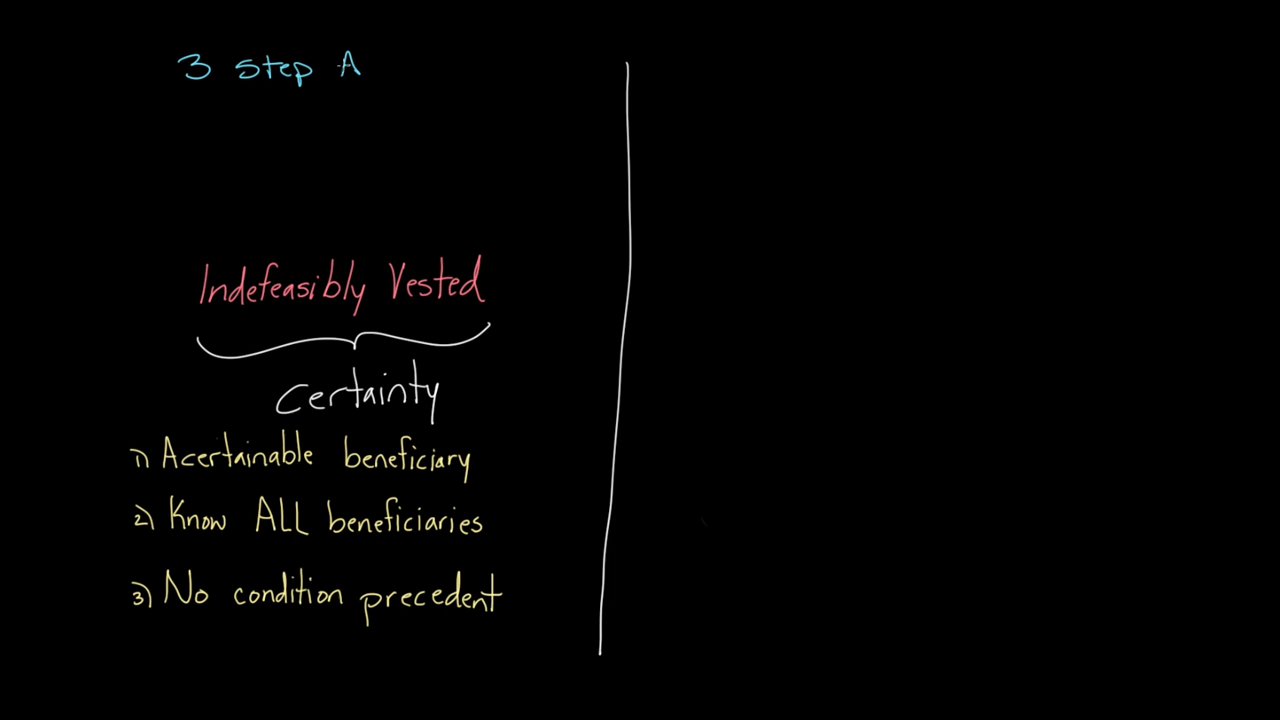 3 Step A
Indefeasibly Vested
Certainty
1) Acertainable beneficiary
2) Know ALL beneficiaries
3) No condition precedent